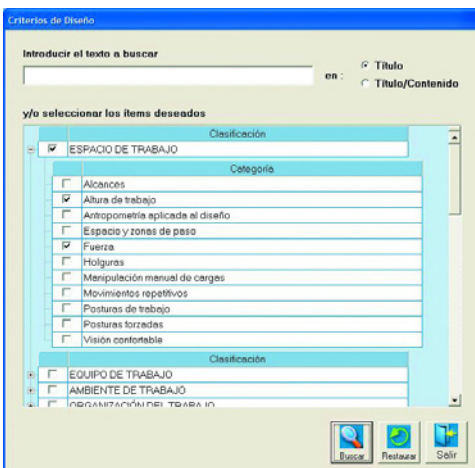 Criterios de Diseño
Introducir el texto a buscar
en :
Título
Título/Contenido
y/o seleccionar los ítems deseados
Clasificación
ESPACIO DE TRABAJO
Categoría
Alcances
Altura de trabajo
Antropometría aplicada al diseño
Espacio y zonas de paso
Fuerza
Holguras
Manipulación manual de cargas
Movimientos repetitivos
Posturas de trabajo
Posturas forzadas
Visión confortable
Clasificación
EQUIPO DE TRABAJO
AMBIENTE DE TRABAJO
ORGANIZACIÓN DEL TRABAJO
Buscar Restaurar Salir